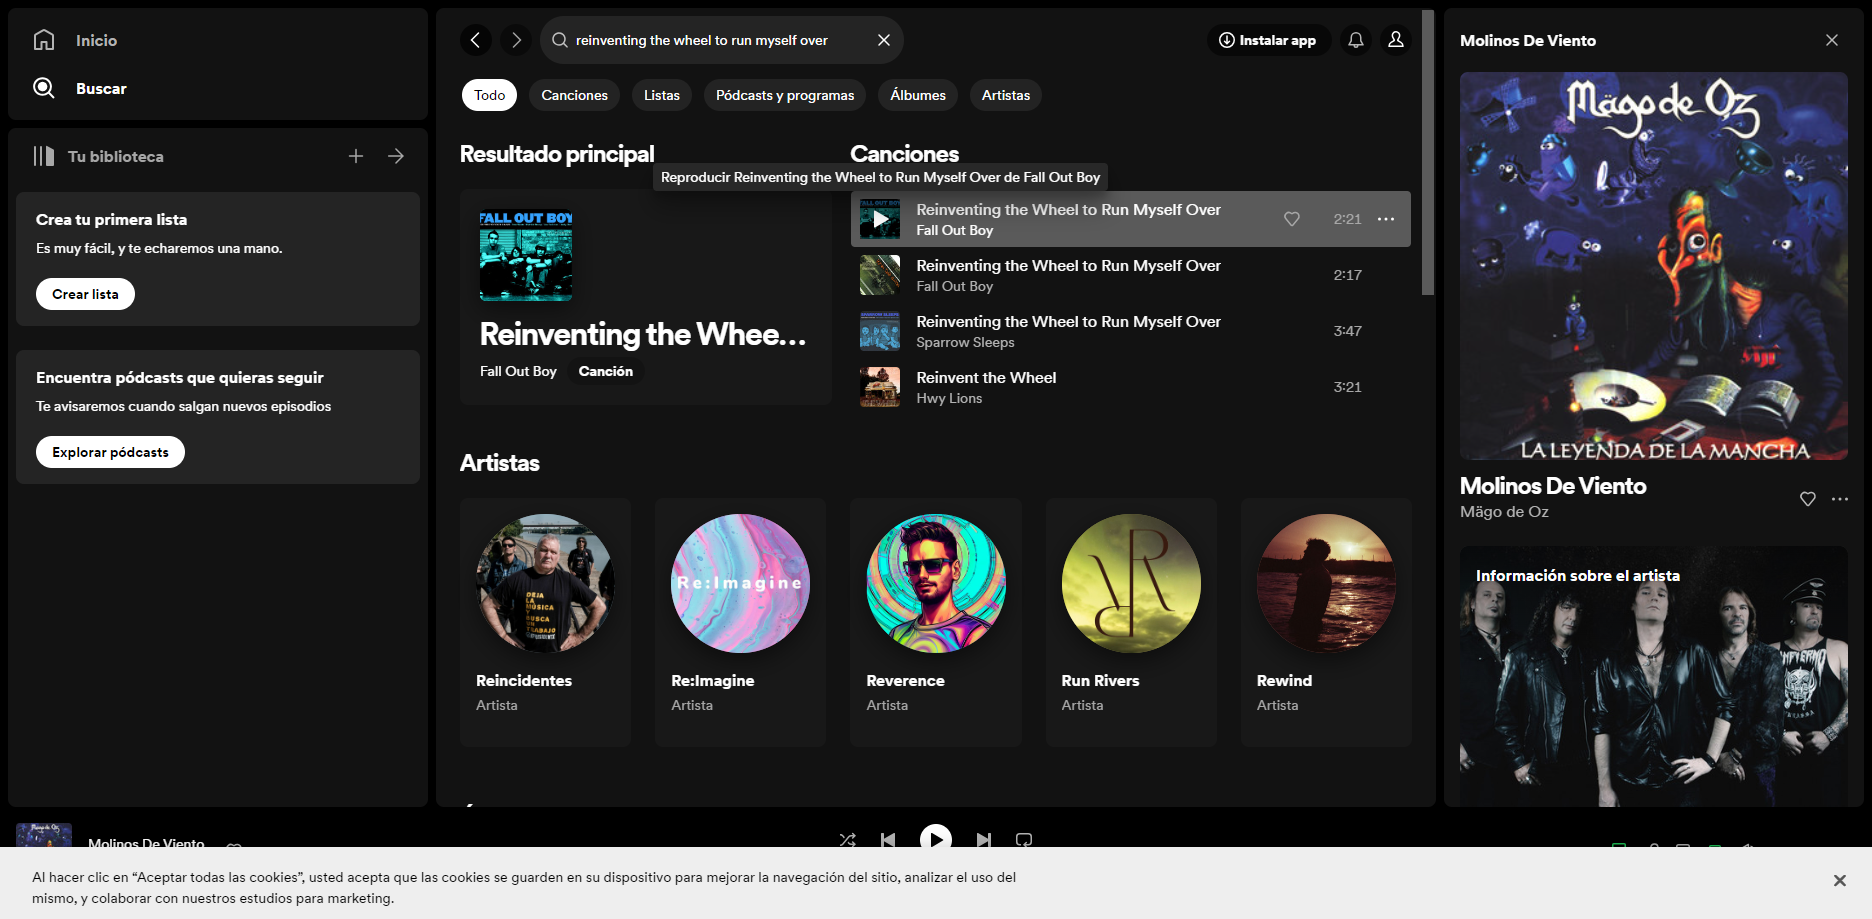 Inicio
Buscar
Tu biblioteca
Crea tu primera lista
Es muy fácil, y te echaremos una mano.
Crear lista
Encuentra pódcasts que quieras seguir
Te avisaremos cuando salgan nuevos episodios
Explorar pódcasts
reinventing the wheel to run myself over
Instalar app
Todo
Canciones
Listas
Pódcasts y programas
Álbumes
Artistas
Resultado principal
FALL OUT BOY
Reinventing the Whee...
Fall Out Boy
Canción
Canciones
Reproducir Reinventing the Wheel to Run Myself Over de Fall Out Boy
Reinventing the Wheel to Run Myself Over
Fall Out Boy
2:21
Reinventing the Wheel to Run Myself Over
Fall Out Boy
2:17
Reinventing the Wheel to Run Myself Over
Sparrow Sleeps
3:47
Reinvent the Wheel
Hwy Lions
3:21
Artistas
DEJA
LA
MÚSICA
Y
BUSCA
UN
TRABAJO
Reincidentes
Artista
Re:Imagine
Re:Imagine
Artista
Reverence
Artista
Run Rivers
Artista
Rewind
Artista
Molinos De Viento
Mägo de Oz
LA LEYENDA DE LA MANCHA
Molinos De Viento
Mägo de Oz
Información sobre el artista
Molinos De Viento
Al hacer clic en “Aceptar todas las cookies”, usted acepta que las cookies se guarden en su dispositivo para mejorar la navegación del sitio, analizar el uso del
mismo, y colaborar con nuestros estudios para marketing.